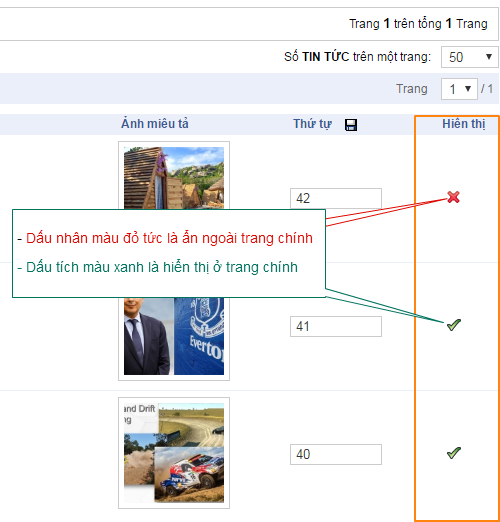 Trang 1 trên tổng 1 Trang
Số TIN TỨC trên một trang: 50
Trang 1 / 1
Ảnh miêu tả Thứ tự Hiển thị
42
- Dấu nhân màu đỏ tức là ẩn ngoài trang chính
- Dấu tích màu xanh là hiển thị ở trang chính
Everton
41
and Drift
ng
40